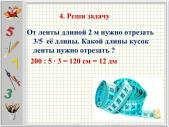 4. Реши задачу
От ленты длиной 2 м нужно отрезать
3/5 её длины. Какой длины кусок
ленты нужно отрезать ?
200 : 5 · 3 = 120 см = 12 дм